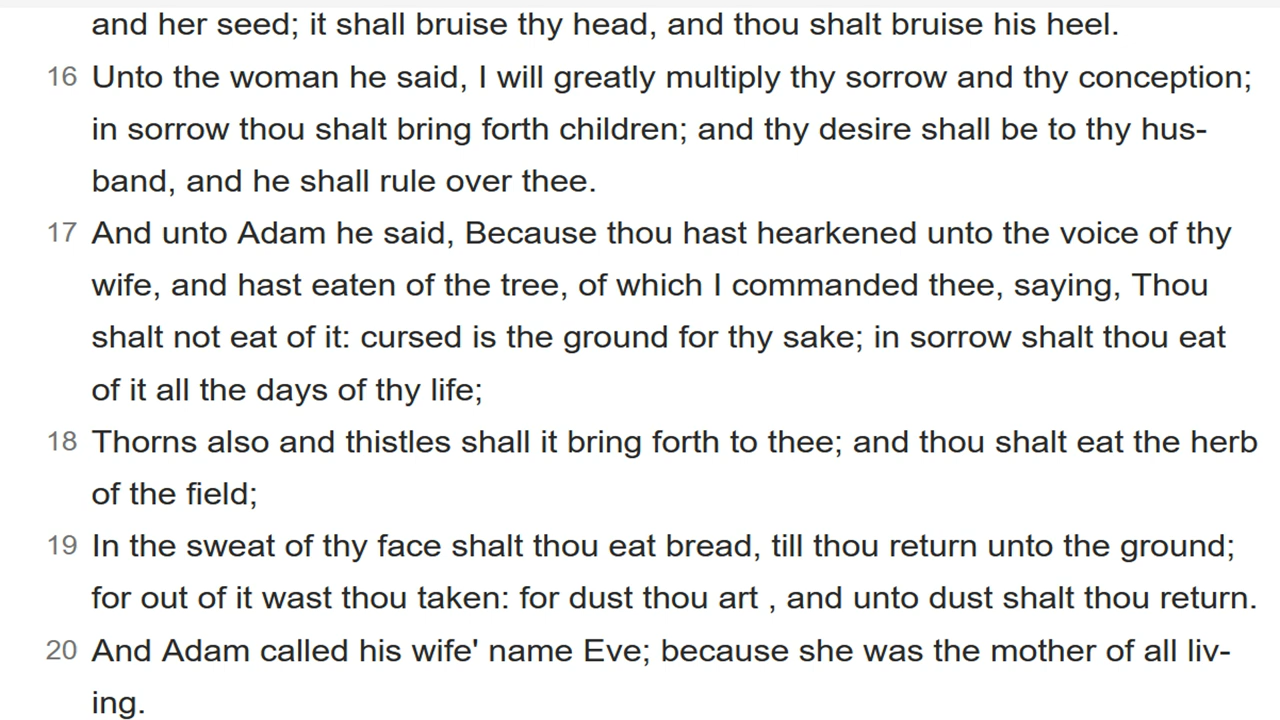 and her seed; it shall bruise thy head, and thou shalt bruise his heel.
16 Unto the woman he said, I will greatly multiply thy sorrow and thy conception;
in sorrow thou shalt bring forth children; and thy desire shall be to thy hus-
band, and he shall rule over thee.
17 And unto Adam he said, Because thou hast hearkened unto the voice of thy
wife, and hast eaten of the tree, of which I commanded thee, saying, Thou
shalt not eat of it: cursed is the ground for thy sake; in sorrow shalt thou eat
of it all the days of thy life;
18 Thorns also and thistles shall it bring forth to thee; and thou shalt eat the herb
of the field;
19 In the sweat of thy face shalt thou eat bread, till thou return unto the ground;
for out of it wast thou taken: for dust thou art , and unto dust shalt thou return.
20 And Adam called his wife' name Eve; because she was the mother of all liv-
ing.